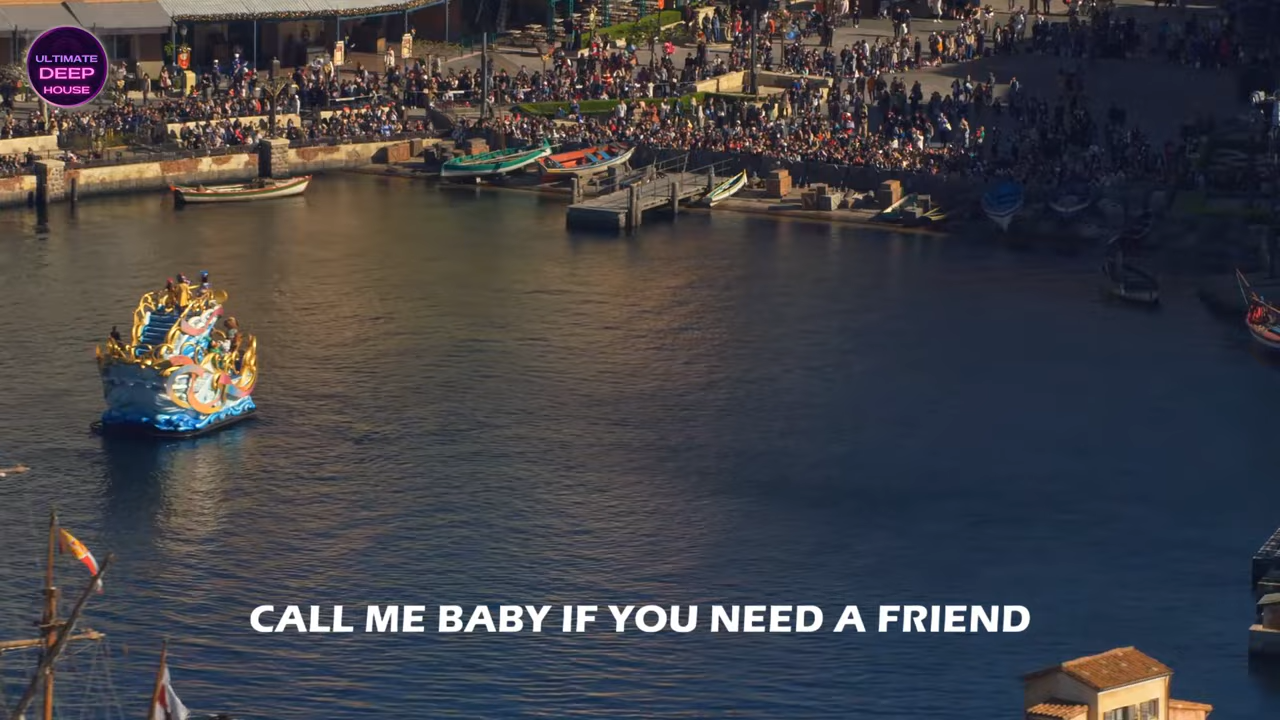 ULTIMATE
DEEP
HOUSE
CALL ME BABY IF YOU NEED A FRIEND